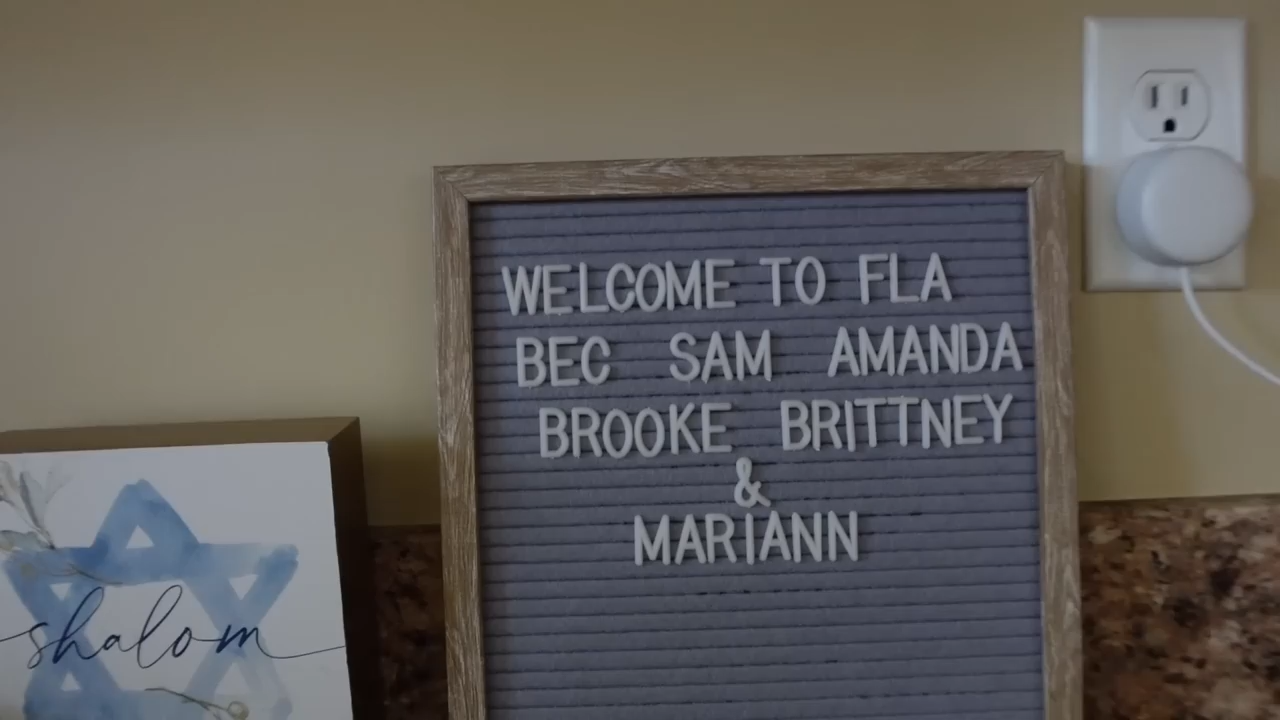 WELCOME TO FLA
BEC SAM AMANDA
BROOKE BRITTNEY
&
MARIANN
shalom